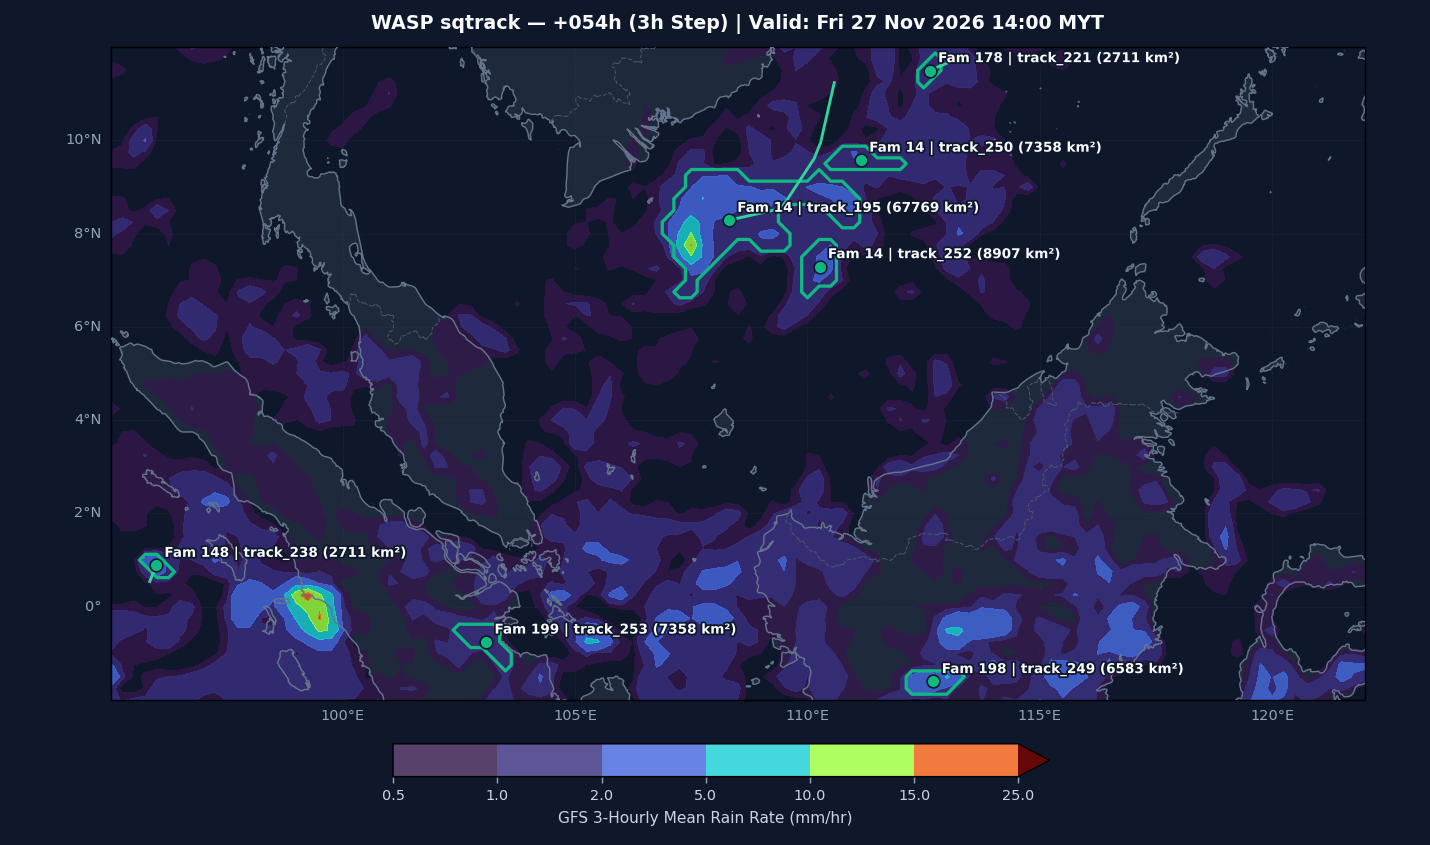 WASP sqtrack — +054h (3h Step) | Valid: Fri 27 Nov 2026 14:00 MYT
Fam 178 | track_221 (2711 km²)
10°N
Fam 14 | track_250 (7358 km²)
Fam 14 | track_195 (67769 km²)
8°N
Fam 14 | track_252 (8907 km²)
6°N
4°N
2°N
Fam 148 | track_238 (2711 km²)
0°
Fam 199 | track_253 (7358 km²)
Fam 198 | track_249 (6583 km²)
100°E 105°E 110°E 115°E 120°E
0.5 1.0 2.0 5.0 10.0 15.0 25.0
GFS 3-Hourly Mean Rain Rate (mm/hr)